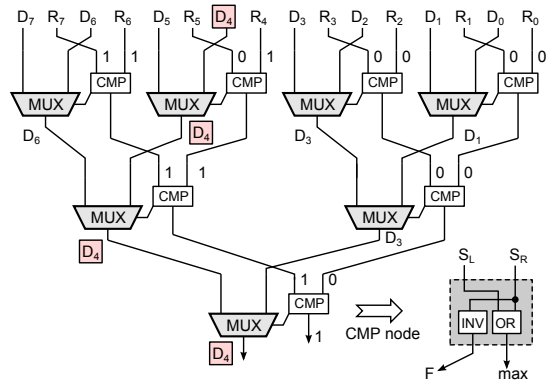 D7 R7 D6 R6 D5 R5 D4 R4 D3 R3 D2 R2 D1 R1 D0 R0
1 1 0 1 0 0 0 0
CMP CMP CMP CMP
MUX MUX MUX MUX
D6 D4 D3 D1
1 1 0 0
CMP CMP
MUX MUX
D4 D3
SL SR
1 0
CMP
MUX
INV OR
CMP node
D4 1
F max